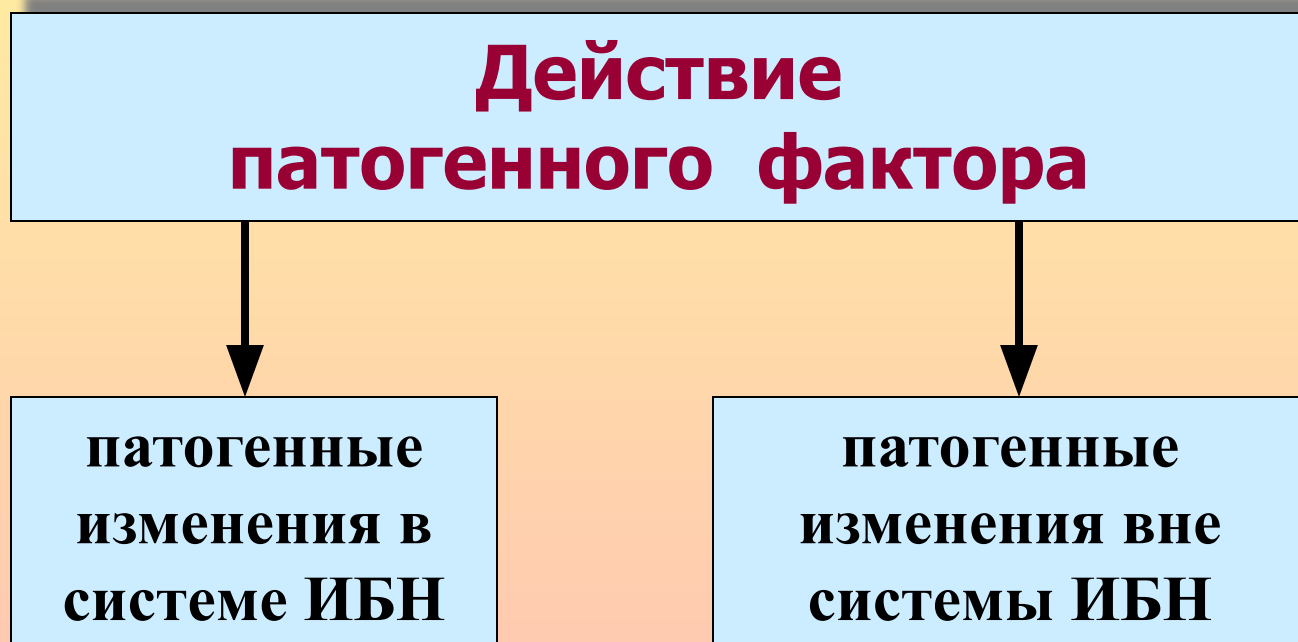 Действие
патогенного фактора
патогенные
изменения в
системе ИБН
патогенные
изменения вне
системы ИБН